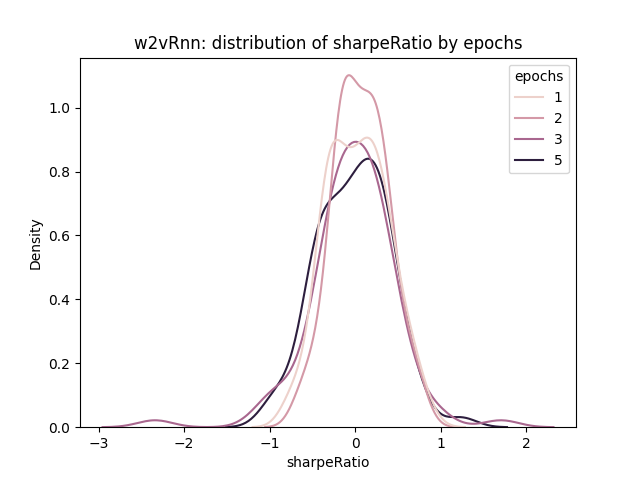 w2vRnn: distribution of sharpeRatio by epochs
epochs
1
2
3
5
Density
1.0
0.8
0.6
0.4
0.2
0.0
−3 −2 −1 0 1 2
sharpeRatio